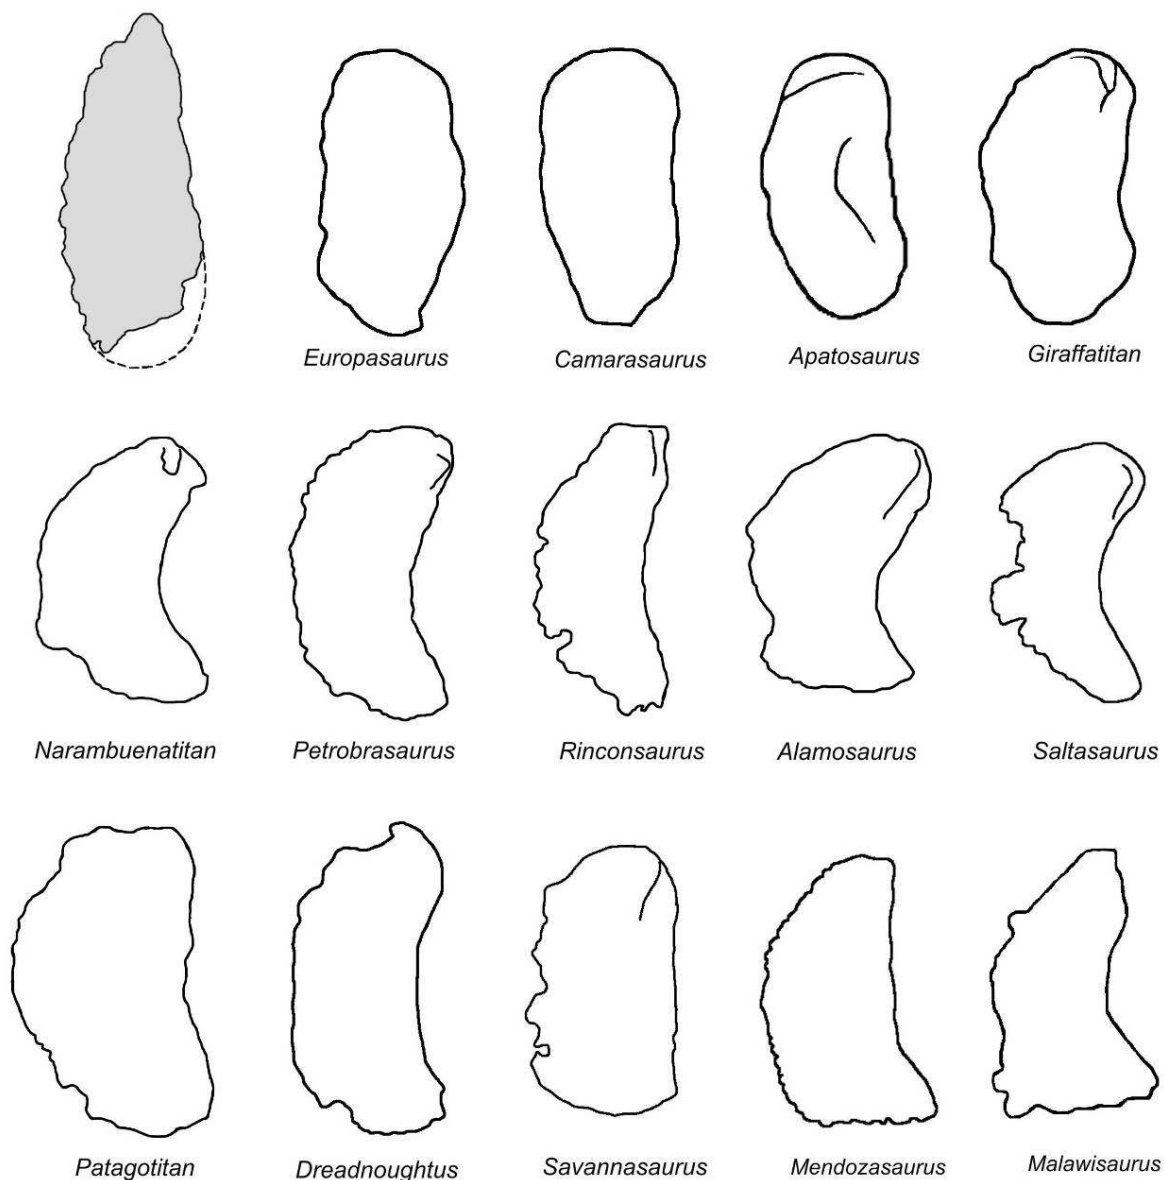 Europasaurus Camarasaurus Apatosaurus Giraffatitan
Narambuenatitan Petrobrasaurus Rinconsaurus Alamosaurus Saltasaurus
Patagotitan Dreadnoughtus Savannasaurus Mendozasaurus Malawisaurus